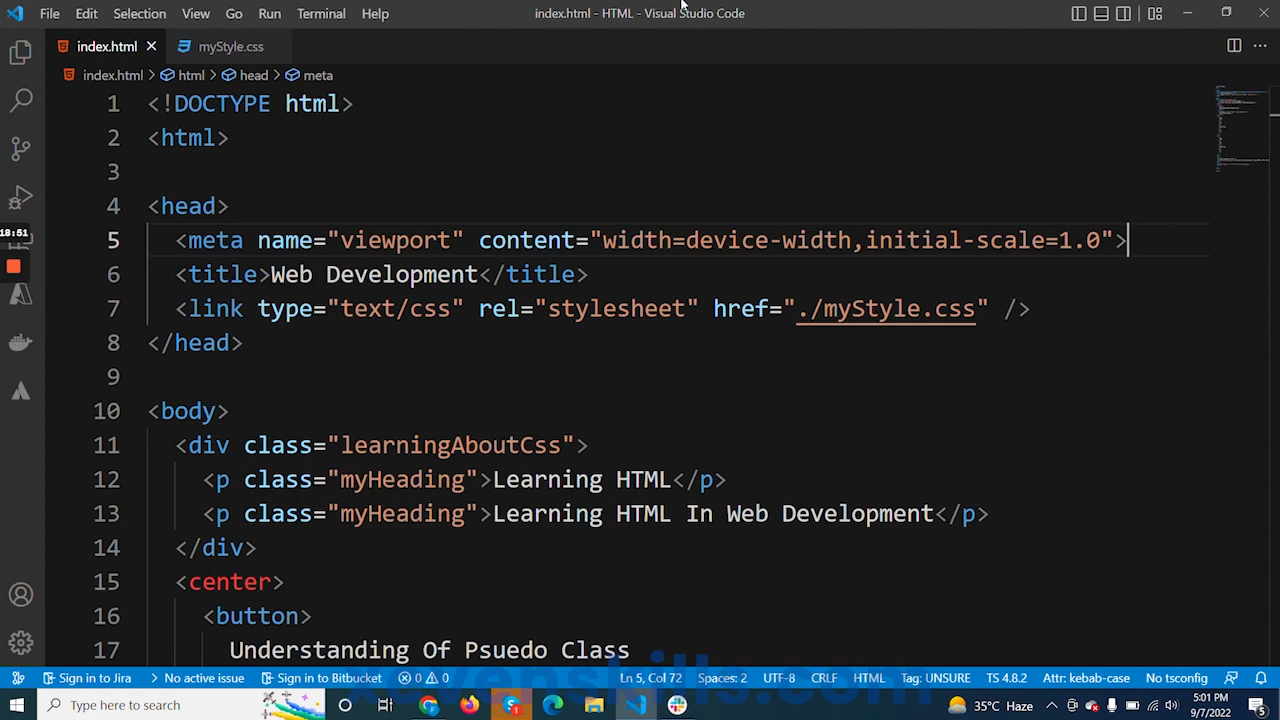 File Edit Selection View Go Run Terminal Help
index.html - HTML - Visual Studio Code
index.html myStyle.css
index.html > html > head > meta
1 <!DOCTYPE html>
2 <html>
3
4 <head>
5 <meta name="viewport" content="width=device-width,initial-scale=1.0">
18:51
6 <title>Web Development</title>
7 <link type="text/css" rel="stylesheet" href="./myStyle.css" />
8 </head>
9
10 <body>
11 <div class="learningAboutCss">
12 <p class="myHeading">Learning HTML</p>
13 <p class="myHeading">Learning HTML In Web Development</p>
14 </div>
15 <center>
16 <button>
17 Understanding Of Psuedo Class
Sign in to Jira No active issue Sign in to Bitbucket 0 0 Ln 5, Col 72 Spaces: 2 UTF-8 CRLF HTML Tag: UNSURE TS 4.8.2 Attr: kebab-case No tsconfig
Type here to search 1 35°C Haze 5:01 PM
9/7/2022 5